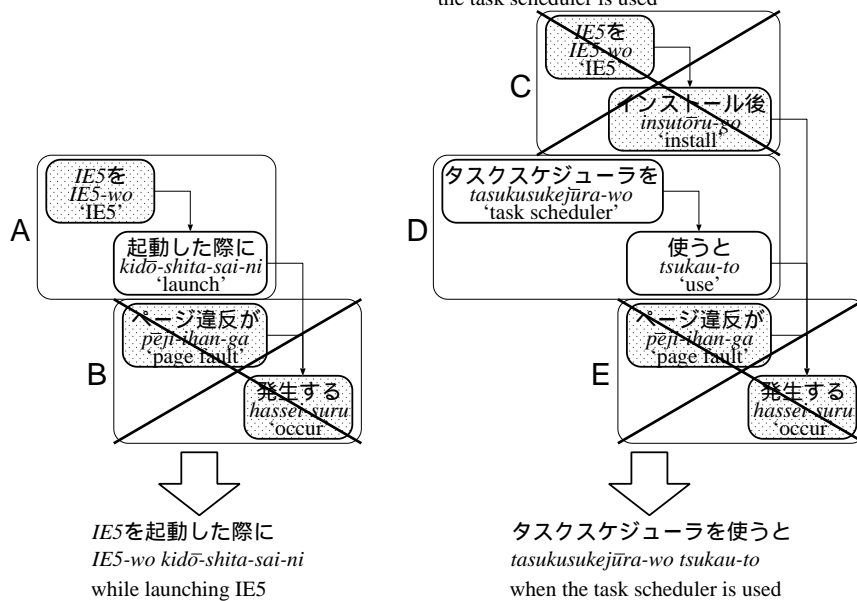 the task scheduler is used
IE5を
IE5-wo
‘IE5’
C
インストール後
insutōru-go
‘install’
IE5を
IE5-wo
‘IE5’
A
起動した際に
kidō-shita-sai-ni
‘launch’
タスクスケジューラを
tasukusukejūra-wo
‘task scheduler’
D
使うと
tsukau-to
‘use’
ページ違反が
pēji-ihan-ga
‘page fault’
B
発生する
hassei-suru
‘occur
ページ違反が
pēji-ihan-ga
‘page fault’
E
発生する
hassei-suru
‘occur
IE5を起動した際に
IE5-wo kidō-shita-sai-ni
while launching IE5
タスクスケジューラを使うと
tasukusukejūra-wo tsukau-to
when the task scheduler is used